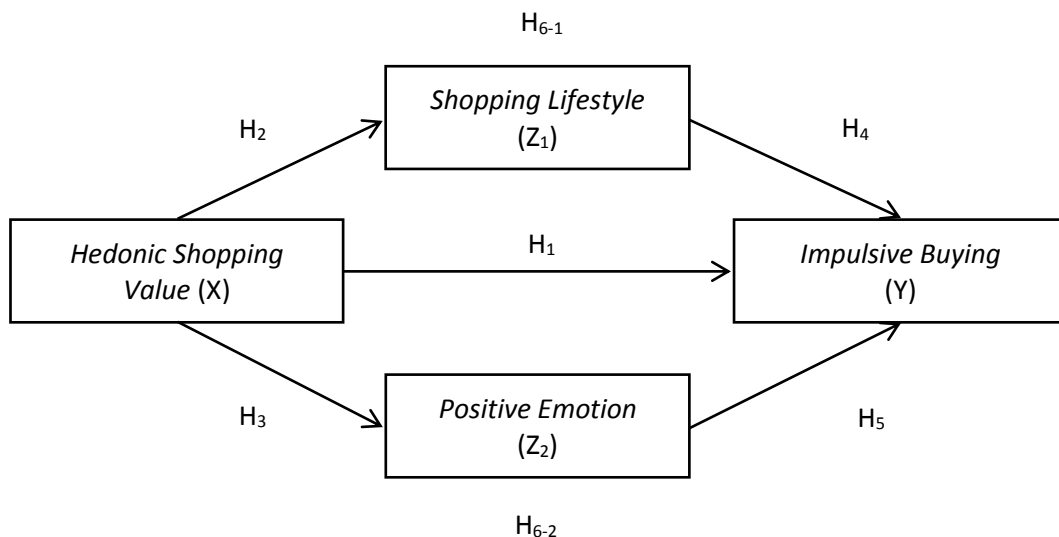 H₆₋₁
Shopping Lifestyle
(Z₁)
H₂
H₄
Hedonic Shopping
Value (X)
H₁
Impulsive Buying
(Y)
H₃
Positive Emotion
(Z₂)
H₅
H₆₋₂